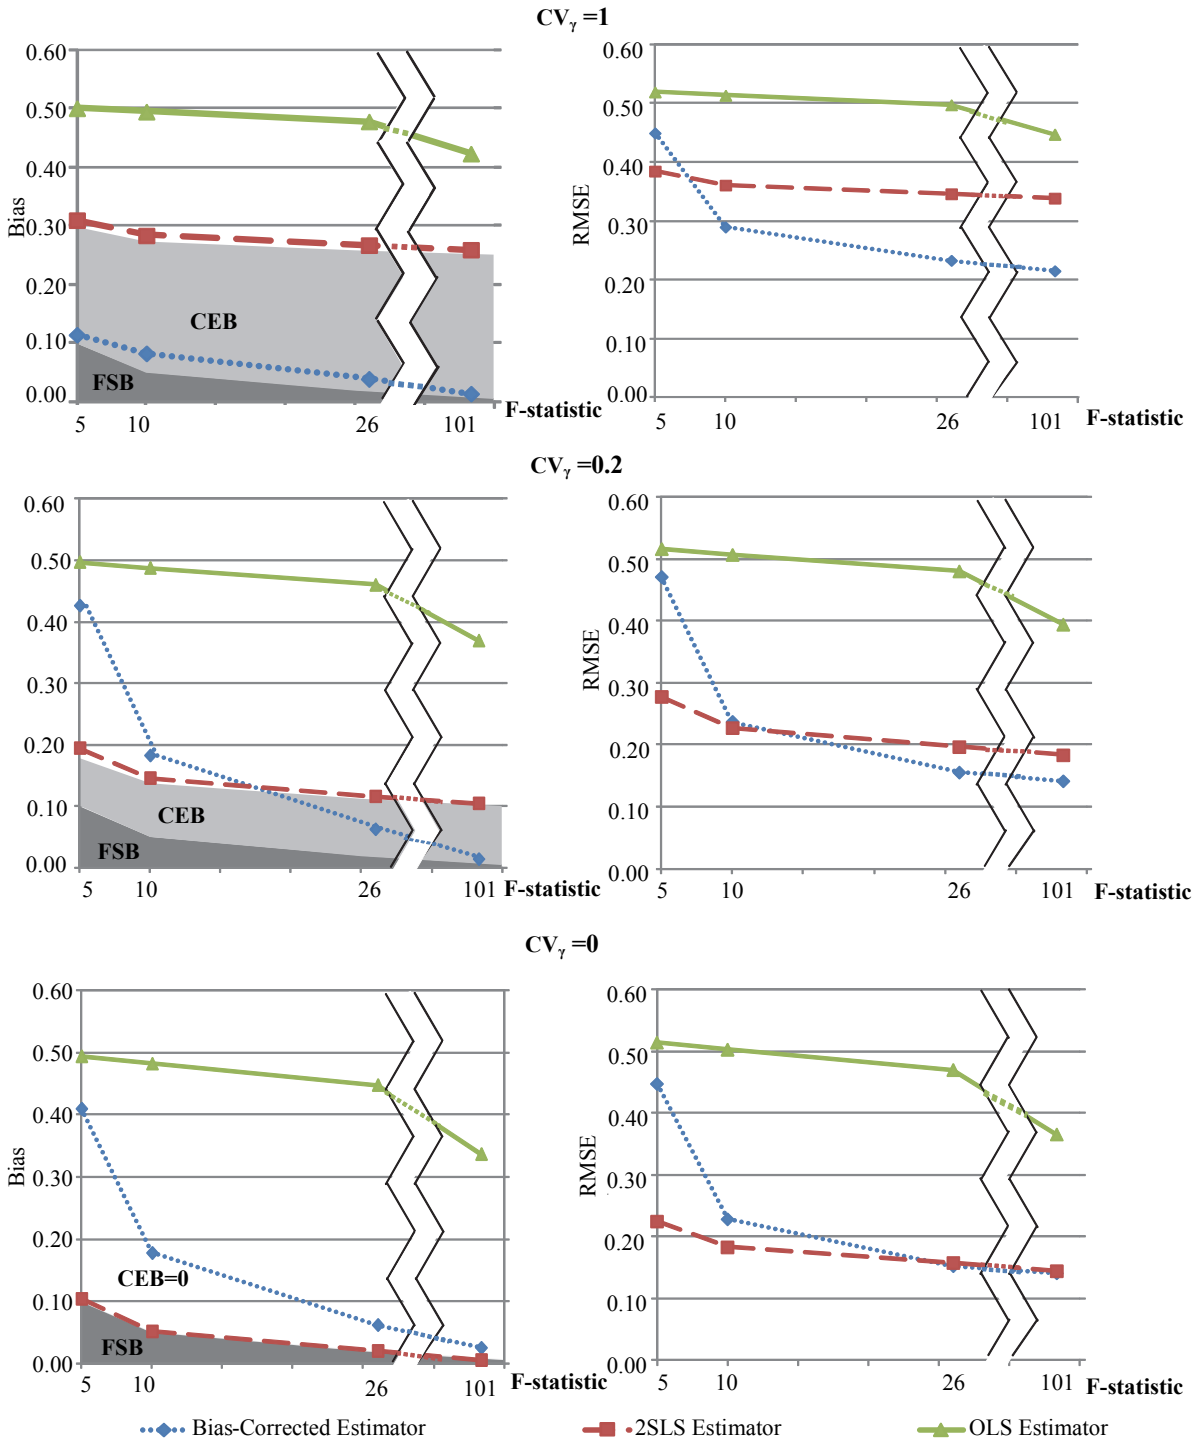 CVγ =1
0.60
0.50
0.40
0.30
0.20
0.10
0.00
Bias
CEB
FSB
5 10 26 101 F-statistic
0.60
0.50
0.40
0.30
0.20
0.10
0.00
RMSE
5 10 26 101 F-statistic
CVγ =0.2
0.60
0.50
0.40
0.30
0.20
0.10
0.00
CEB
FSB
5 10 26 101 F-statistic
0.60
0.50
0.40
0.30
0.20
0.10
0.00
RMSE
5 10 26 101 F-statistic
CVγ =0
0.60
0.50
0.40
0.30
0.20
0.10
0.00
Bias
CEB=0
FSB
5 10 26 101 F-statistic
0.60
0.50
0.40
0.30
0.20
0.10
0.00
RMSE
5 10 26 101 F-statistic
Bias-Corrected Estimator 2SLS Estimator OLS Estimator